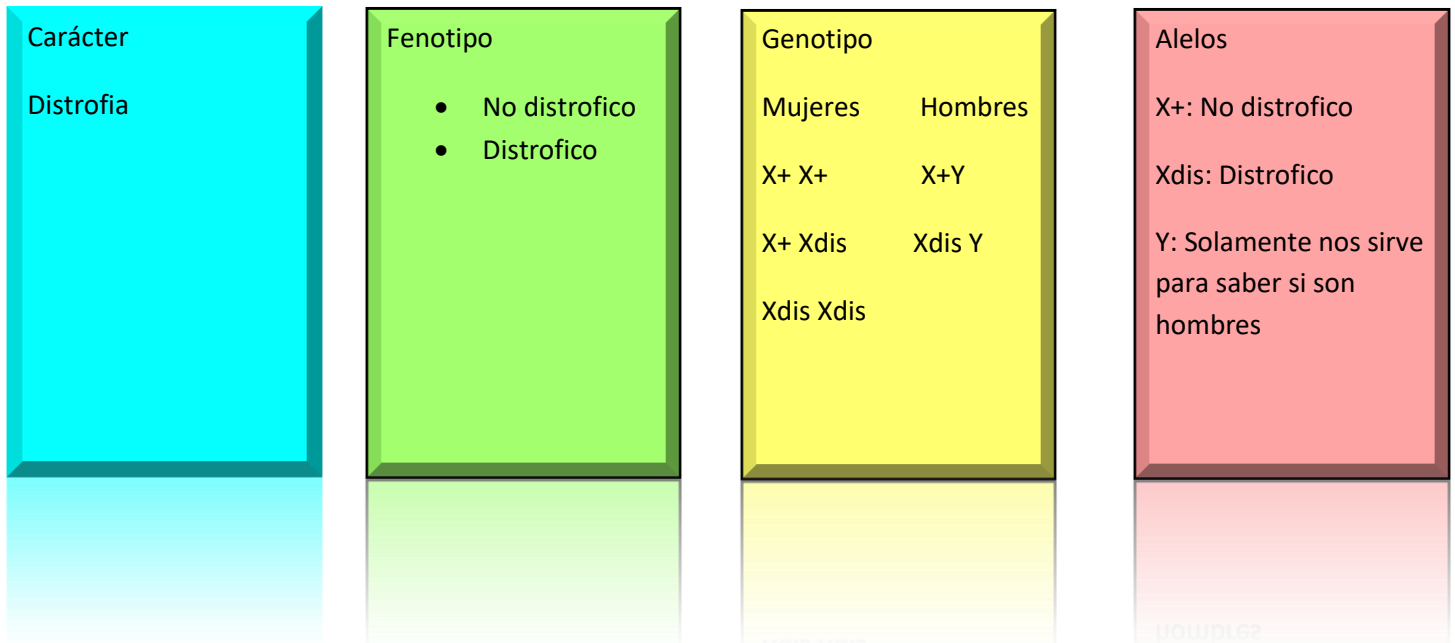 Carácter
Distrofia
Fenotipo
• No distrofico
• Distrofico
Genotipo
Mujeres Hombres
X+ X+ X+Y
X+ Xdis Xdis Y
Xdis Xdis
Alelos
X+: No distrofico
Xdis: Distrofico
Y: Solamente nos sirve
para saber si son
hombres